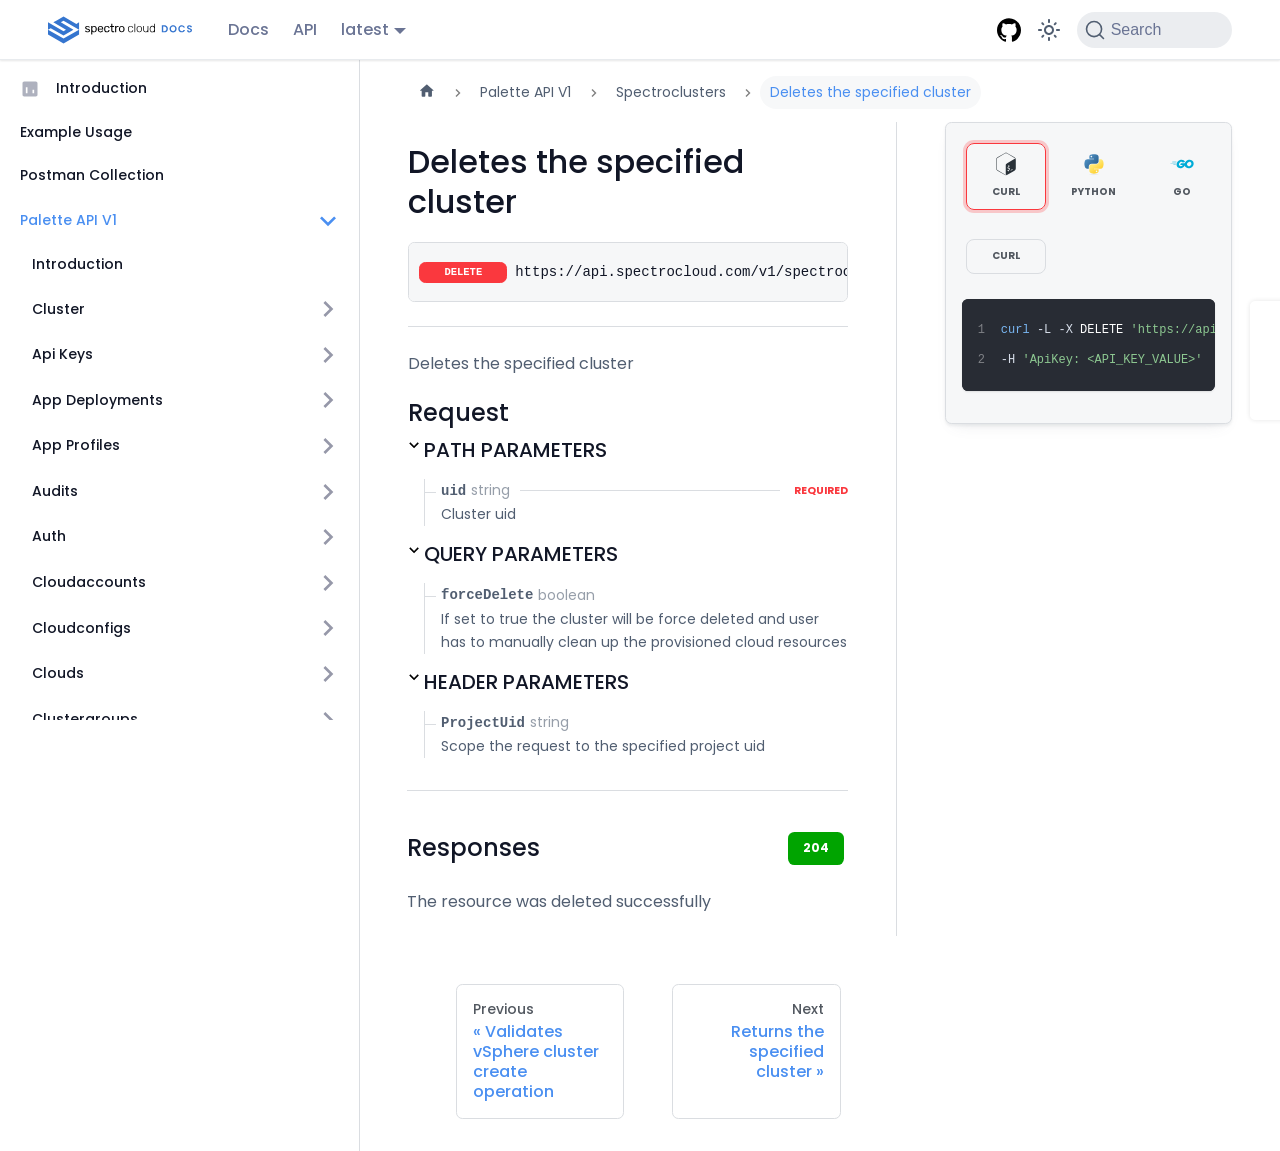 spectro cloud DOCS
Docs
API
latest
Search
Introduction
Example Usage
Postman Collection
Palette API V1
Introduction
Cluster
Api Keys
App Deployments
App Profiles
Audits
Auth
Cloudaccounts
Cloudconfigs
Clouds
Clustergroups
Palette API V1
Spectroclusters
Deletes the specified cluster
Deletes the specified
cluster
DELETE https://api.spectrocloud.com/v1/spectroc
Deletes the specified cluster
Request
PATH PARAMETERS
uid string REQUIRED
Cluster uid
QUERY PARAMETERS
forceDelete boolean
If set to true the cluster will be force deleted and user
has to manually clean up the provisioned cloud resources
HEADER PARAMETERS
ProjectUid string
Scope the request to the specified project uid
Responses
204
The resource was deleted successfully
Previous
« Validates
vSphere cluster
create
operation
Next
Returns the
specified
cluster »
CURL
PYTHON
GO
GO
CURL
1 curl -L -X DELETE 'https://api
2 -H 'ApiKey: <API_KEY_VALUE>'